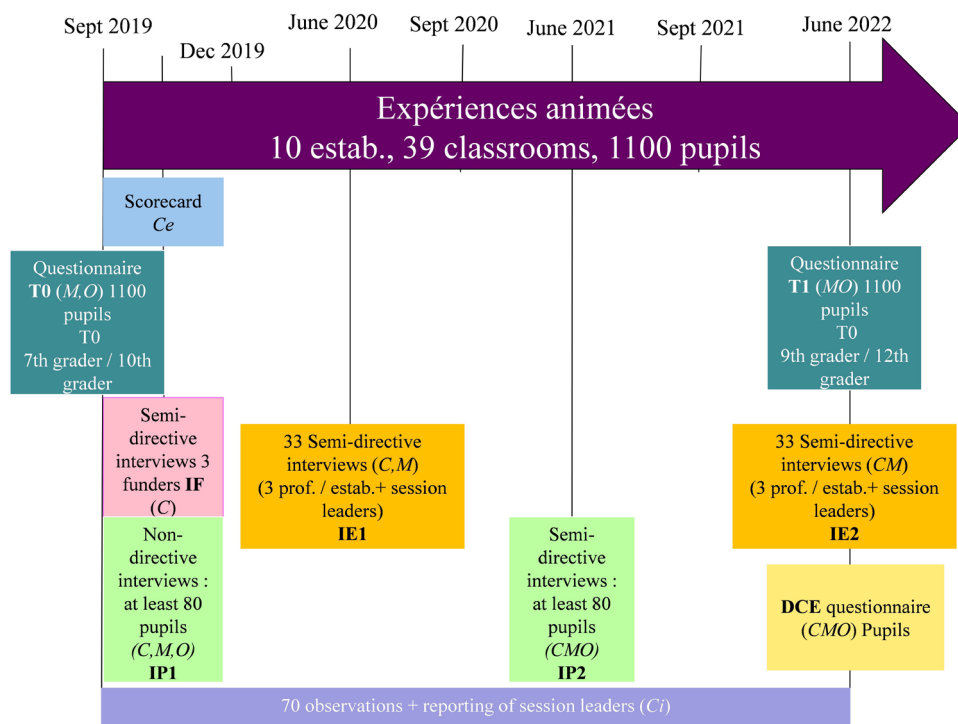 Sept 2019
Dec 2019
June 2020
Sept 2020
June 2021
Sept 2021
June 2022
Expériences animées
10 estab., 39 classrooms, 1100 pupils
Scorecard
Ce
Questionnaire
T0 (M,O) 1100
pupils
T0
7th grader / 10th
grader
Questionnaire
T1 (MO) 1100
pupils
T0
9th grader / 12th
grader
Semi-
directive
interviews 3
funders IF
(C)
33 Semi-directive
interviews (C,M)
(3 prof. / estab.+ session
leaders)
IE1
33 Semi-directive
interviews (CM)
(3 prof. / estab.+ session
leaders)
IE2
Non-
directive
interviews :
at least 80
pupils
(C,M,O)
IP1
Semi-
directive
interviews :
at least 80
pupils
(CMO)
IP2
DCE questionnaire
(CMO) Pupils
70 observations + reporting of session leaders (Ci)